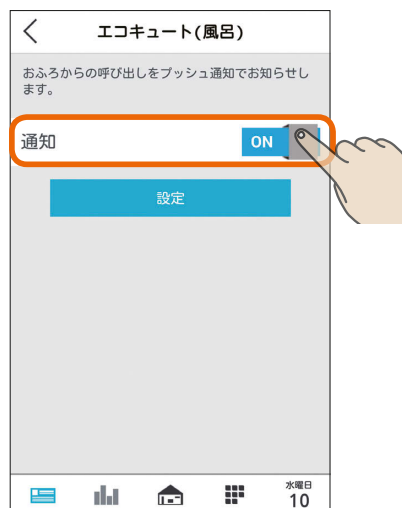 エコキュート(風呂)
おふろからの呼び出しをプッシュ通知でお知らせし
ます。
通知
ON
設定
水曜日
10